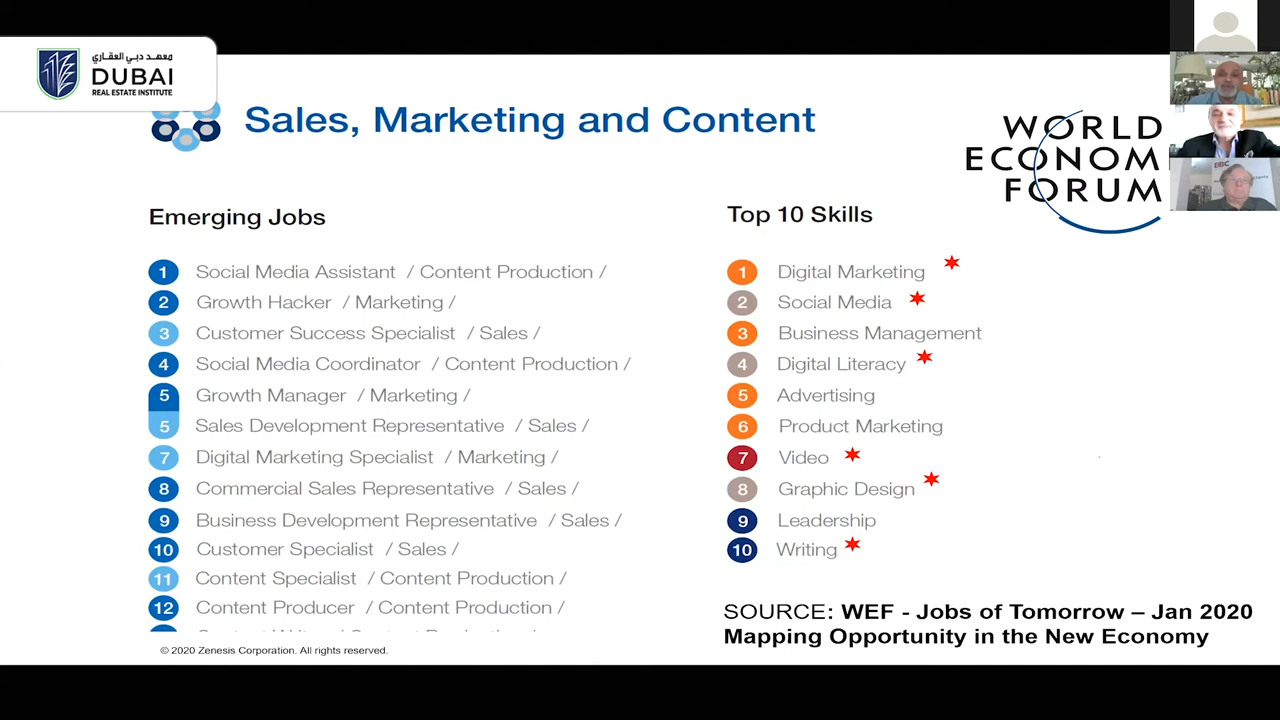 معهد دبي العقاري
DUBAI
REAL ESTATE INSTITUTE
Sales, Marketing and Content
WORLD
ECONOM
FORUM
EBC
Emerging Jobs
1 Social Media Assistant / Content Production /
2 Growth Hacker / Marketing /
3 Customer Success Specialist / Sales /
4 Social Media Coordinator / Content Production /
5 Growth Manager / Marketing /
5 Sales Development Representative / Sales /
7 Digital Marketing Specialist / Marketing /
8 Commercial Sales Representative / Sales /
9 Business Development Representative / Sales /
10 Customer Specialist / Sales /
11 Content Specialist / Content Production /
12 Content Producer / Content Production /
Top 10 Skills
1 Digital Marketing
2 Social Media
3 Business Management
4 Digital Literacy
5 Advertising
6 Product Marketing
7 Video
8 Graphic Design
9 Leadership
10 Writing
SOURCE: WEF - Jobs of Tomorrow – Jan 2020
Mapping Opportunity in the New Economy
© 2020 Zenesis Corporation. All rights reserved.